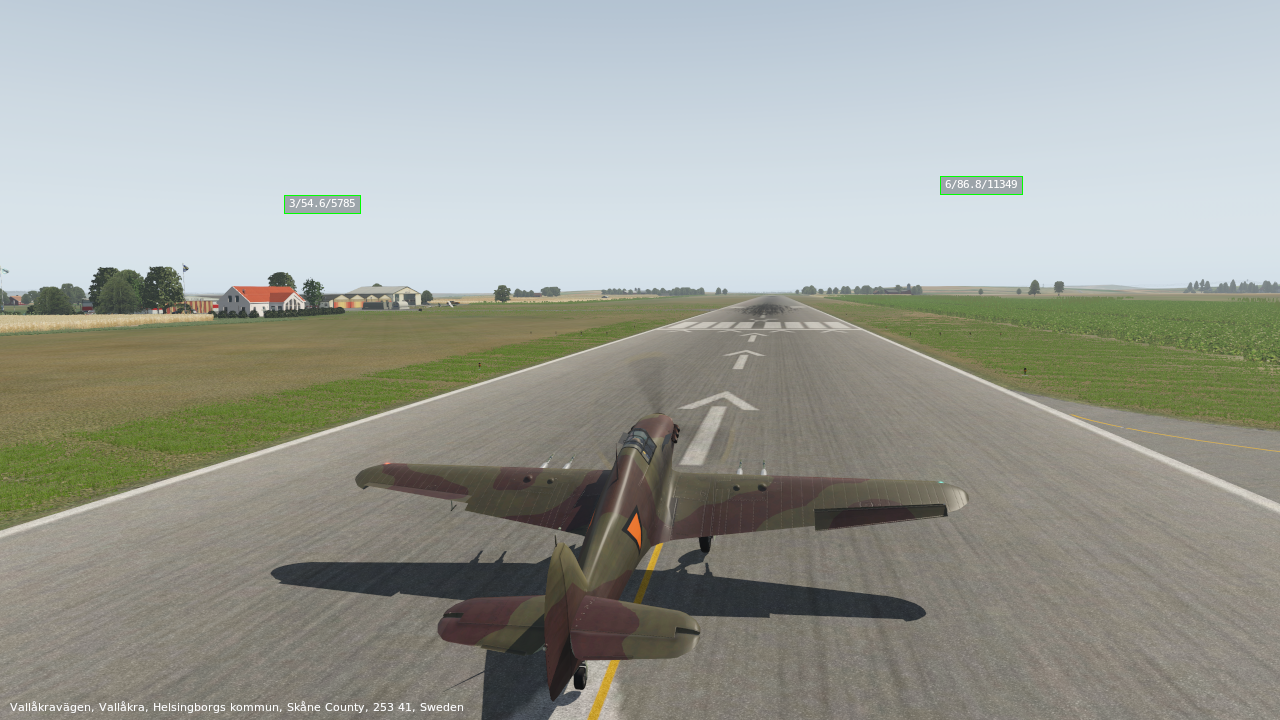 6/86.8/11349
3/54.6/5785
Vallåkravägen, Vallåkra, Helsingborgs kommun, Skåne County, 253 41, Sweden